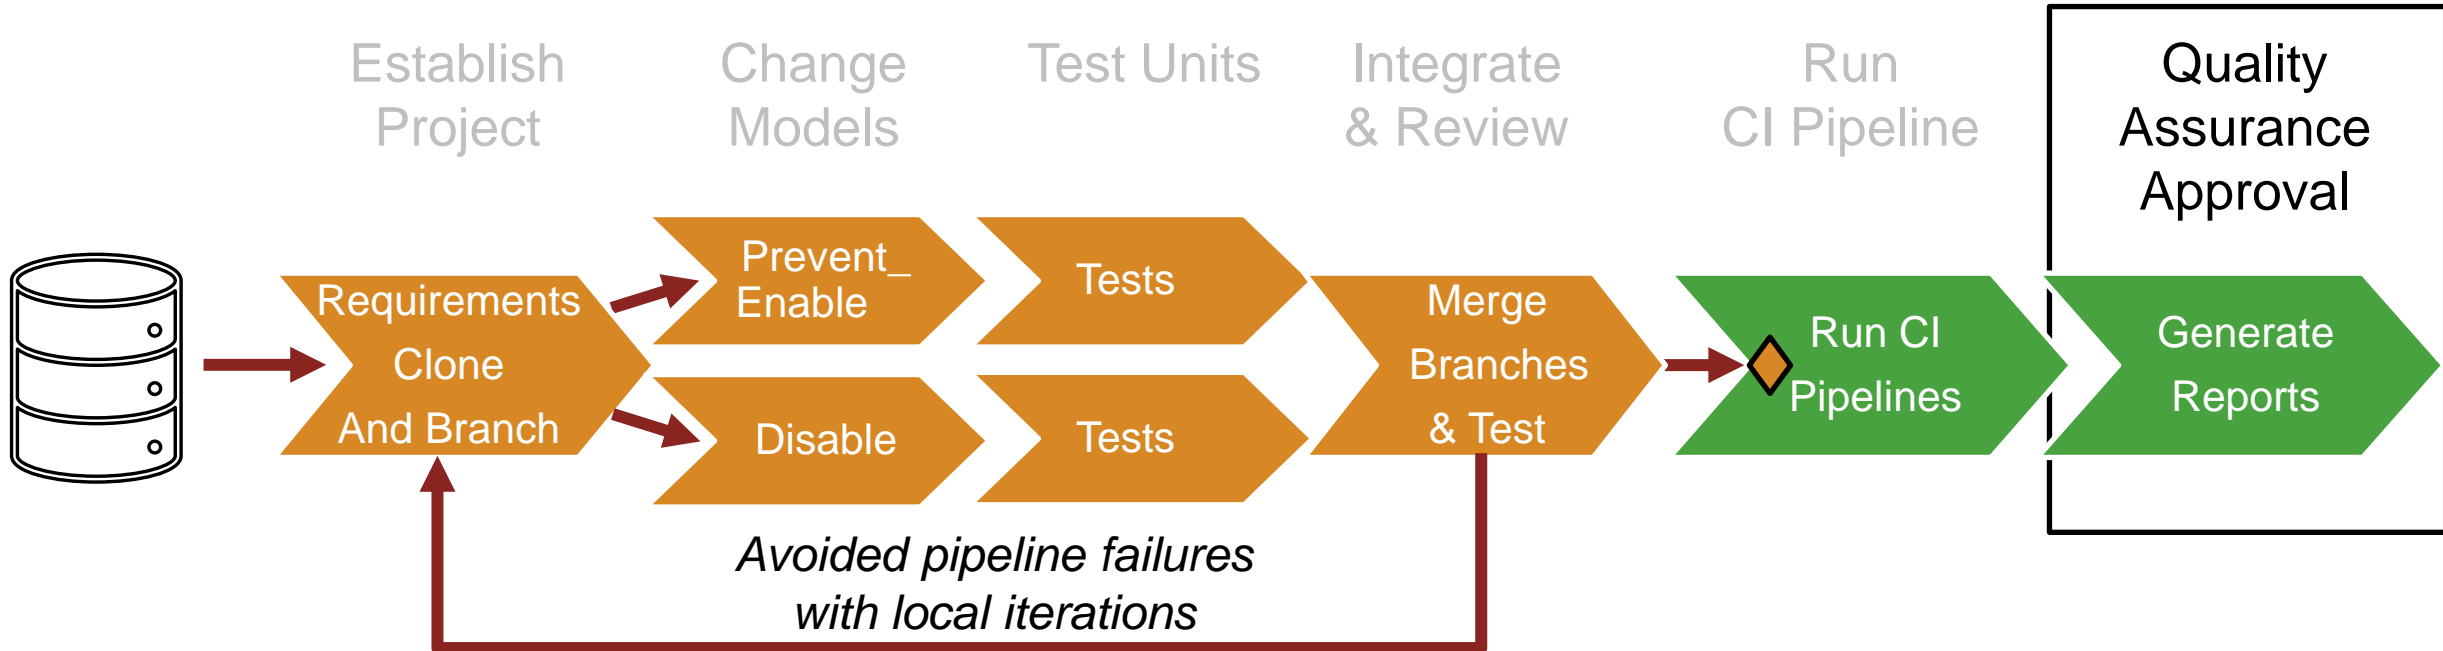 Establish
Project
Change
Models
Test Units
Integrate
& Review
Run
CI Pipeline
Quality
Assurance
Approval
Requirements
Clone
And Branch
Prevent_
Enable
Tests
Disable
Tests
Merge
Branches
& Test
Run CI
Pipelines
Generate
Reports
Avoided pipeline failures
with local iterations